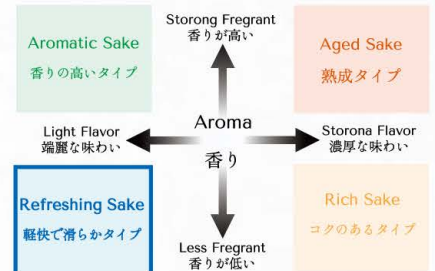 Storong Fregrant
香りが高い
Aromatic Sake
香りの高いタイプ
Aged Sake
熟成タイプ
Light Flavor
端麗な味わい
Aroma
香り
Storona Flavor
濃厚な味わい
Refreshing Sake
軽快で滑らかタイプ
Rich Sake
コクのあるタイプ
Less Fregrant
香りが低い